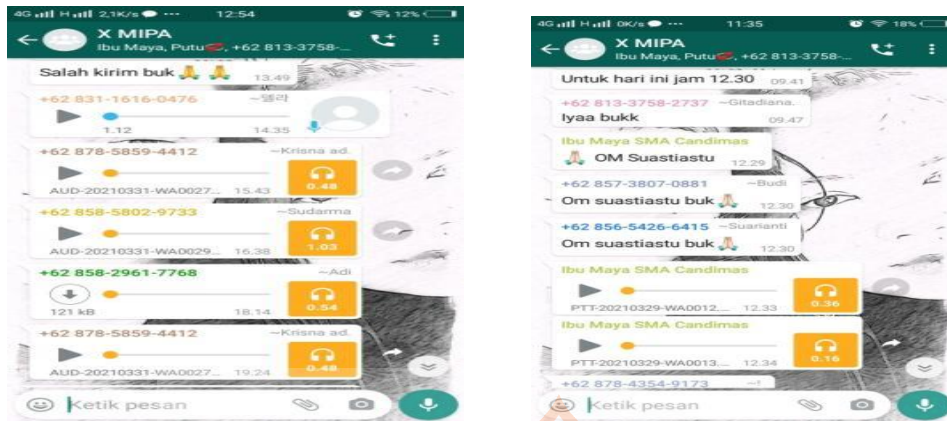 4G H 2,1K/s ... 12:54 12%
X MIPA
Ibu Maya, Putu💋, +62 813-3758-...
Salah kirim buk 🙏 🙏 13.49
+62 831-1616-0476 ~델라
1.12 14.35
+62 878-5859-4412 ~Krisna ad.
AUD-20210331-WA0027... 15.43 0.48
+62 858-5802-9733 ~Sudarma
AUD-20210331-WA0029... 16.38 1.03
+62 858-2961-7768 ~Adi
121 kB 18.14 0.54
+62 878-5859-4412 ~Krisna ad.
AUD-20210331-WA0027... 19.24 0.48
Ketik pesan
4G H 0K/s ... 11:35 18%
X MIPA
Ibu Maya, Putu💋, +62 813-3758-...
Untuk hari ini jam 12.30 09.41
+62 813-3758-2737 ~Gitadiana.
Iyaa bukk 09.47
Ibu Maya SMA Candimas
🙏 OM Suastiastu 12.29
+62 857-3807-0881 ~Budi
Om suastiastu buk 🙏 12.30
+62 856-5426-6415 ~Suarianti
Om suastiastu buk 🙏 12.30
Ibu Maya SMA Candimas
PTT-20210329-WA0012... 12.33 0.36
Ibu Maya SMA Candimas
PTT-20210329-WA0013... 12.34 0.16
+62 878-4354-9173 ~!
Ketik pesan